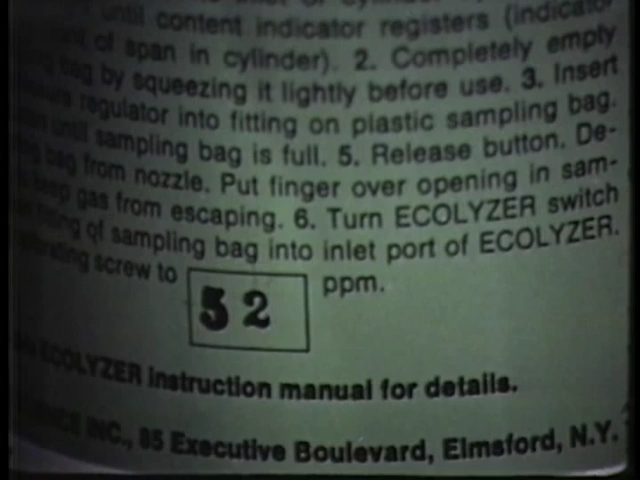 until content indicator registers (indicator
of span in cylinder). 2. Completely empty
bag by squeezing it lightly before use. 3. Insert
regulator into fitting on plastic sampling bag.
until sampling bag is full. 5. Release button. De-
bag from nozzle. Put finger over opening in sam-
keep gas from escaping. 6. Turn ECOLYZER switch
fitting of sampling bag into inlet port of ECOLYZER.
screw to 52 ppm.
ECOLYZER instruction manual for details.
INC., 85 Executive Boulevard, Elmsford, N.Y.